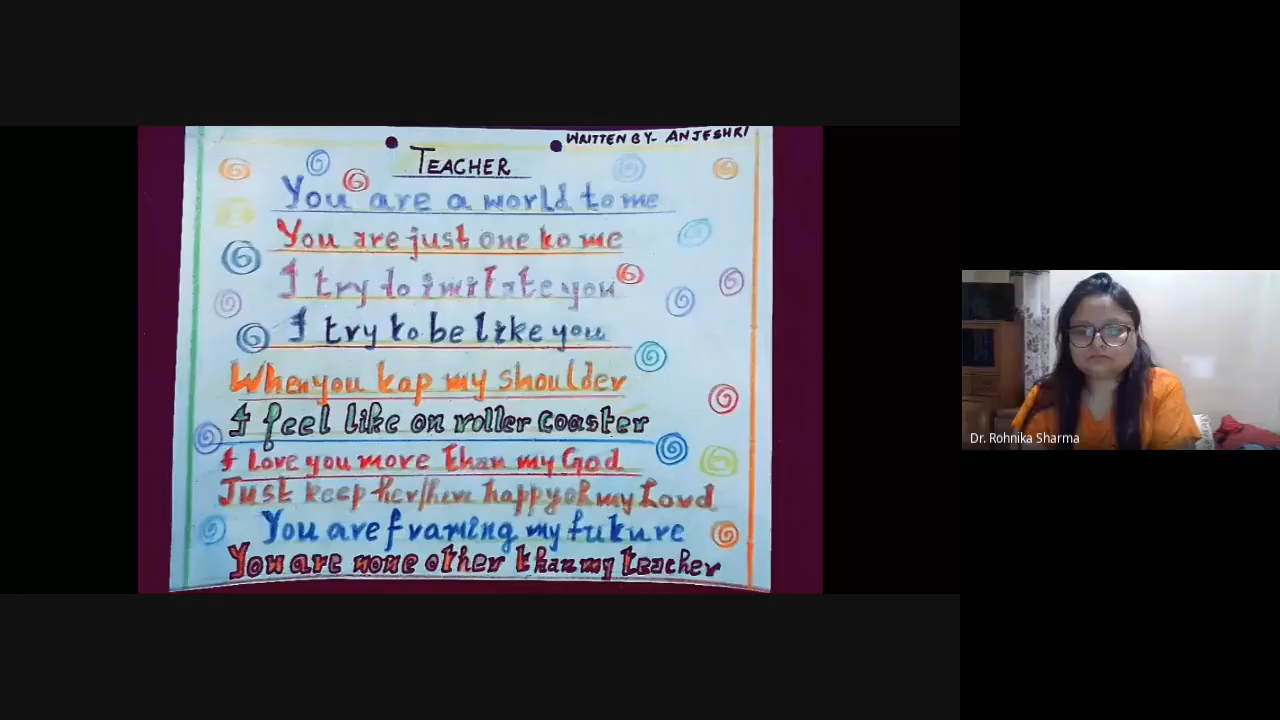 WRITTEN BY- ANJESHRI
TEACHER
You are a world to me
You are just one to me
I try to imitate you
I try to be like you
When you tap my shoulder
I feel like on roller coaster
I Love you more than my God
Just keep her/him happy oh my Lord
You are framing my future
You are none other than my teacher
Dr. Rohnika Sharma